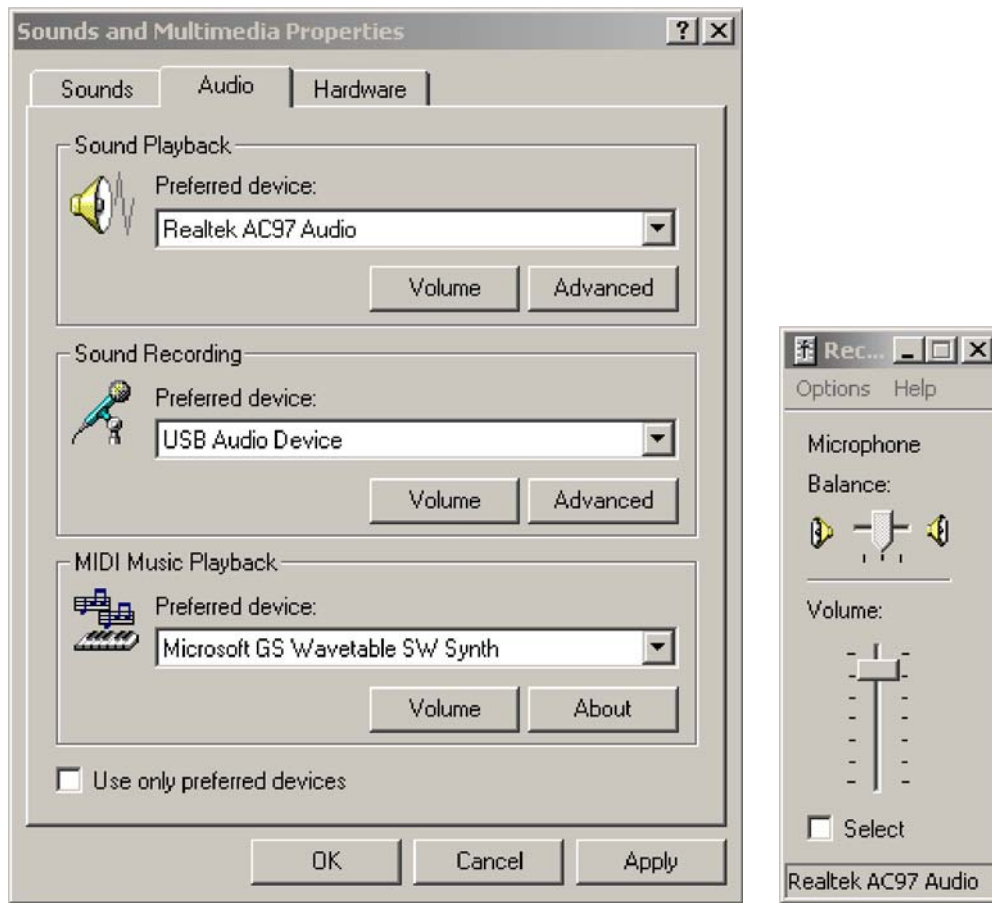 Sounds and Multimedia Properties
Sounds Audio Hardware
Sound Playback
Preferred device:
Realtek AC97 Audio
Volume Advanced
Sound Recording
Preferred device:
USB Audio Device
Volume Advanced
MIDI Music Playback
Preferred device:
Microsoft GS Wavetable SW Synth
Volume About
Use only preferred devices
OK Cancel Apply
Rec...
Options Help
Microphone
Balance:
Volume:
Select
Realtek AC97 Audio